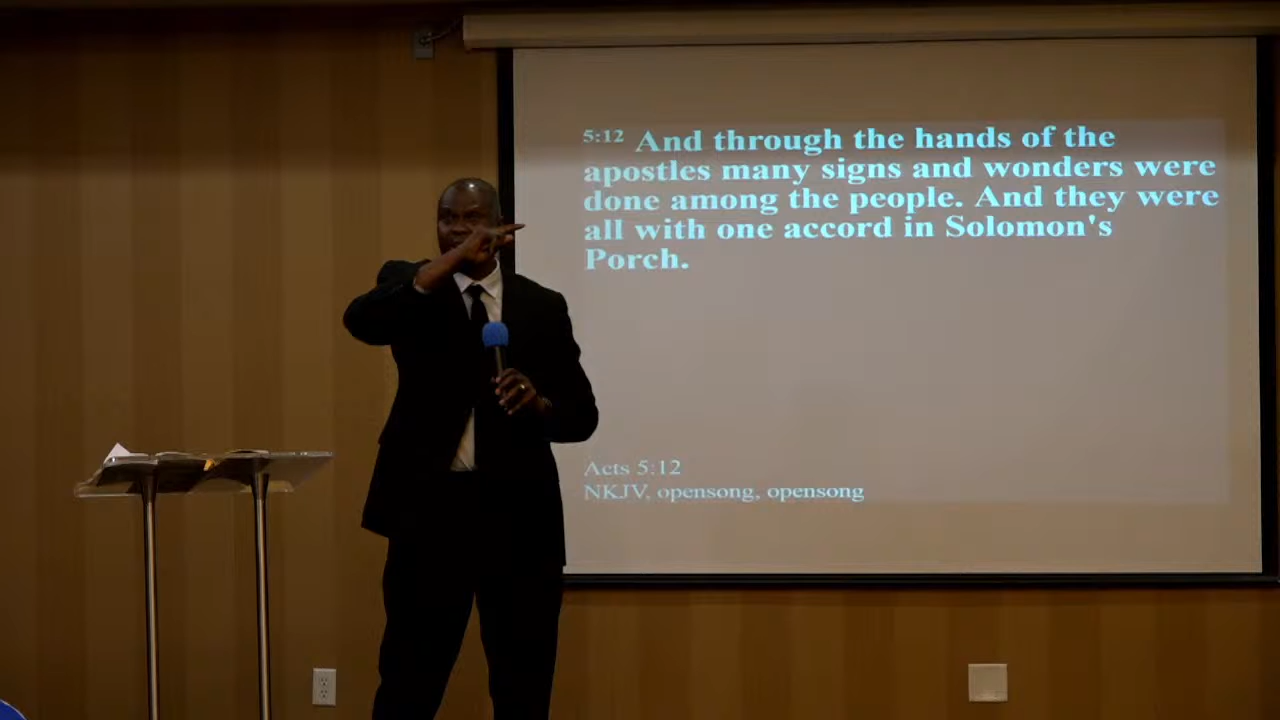 5:12 And through the hands of the
apostles many signs and wonders were
done among the people. And they were
all with one accord in Solomon's
Porch.
Acts 5:12
NKJV, opensong, opensong